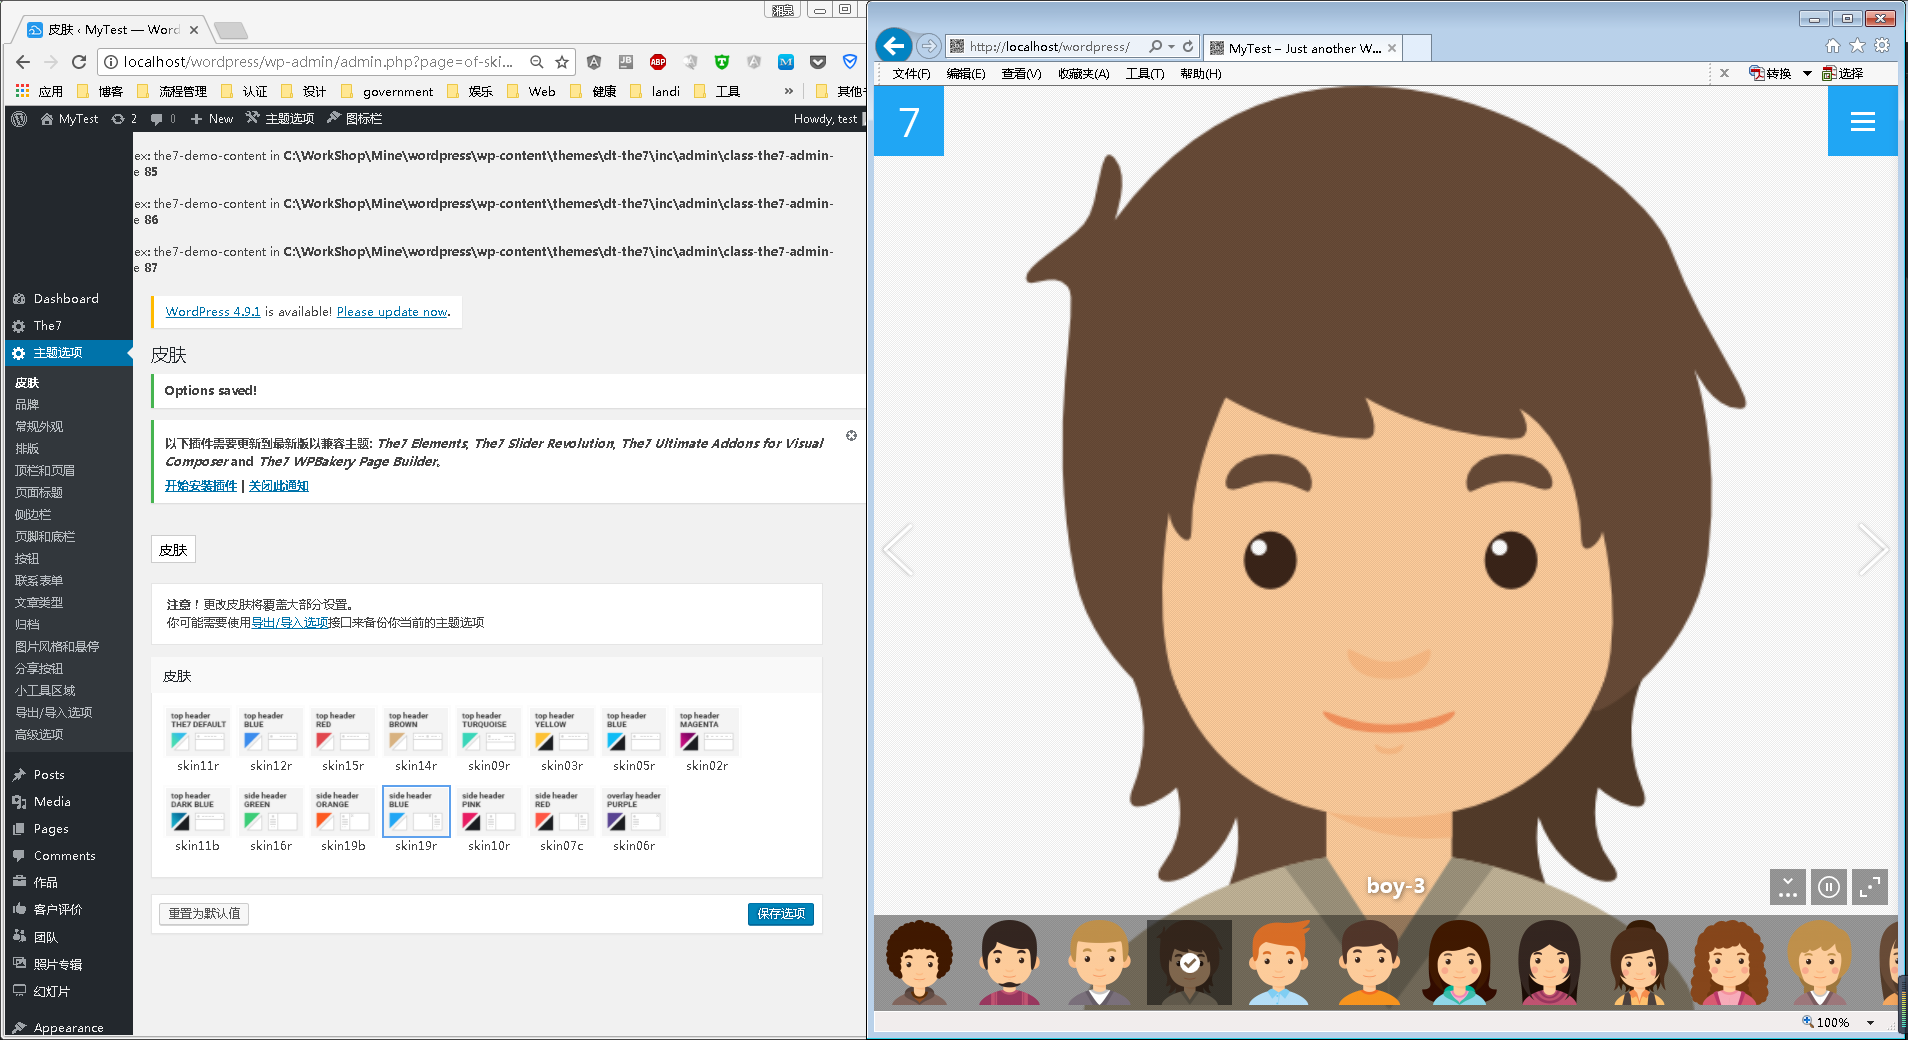 消息
皮肤 ‹ MyTest — Word
localhost/wordpress/wp-admin/admin.php?page=of-ski...
应用 博客 流程管理 认证 设计 government 娱乐 Web 健康 landi 工具 » 其他
MyTest 2 0 New 主题选项 图标栏 Howdy, test
ex: the7-demo-content in C:\WorkShop\Mine\wordpress\wp-content\themes\dt-the7\inc\admin\class-the7-admin-
e 85
ex: the7-demo-content in C:\WorkShop\Mine\wordpress\wp-content\themes\dt-the7\inc\admin\class-the7-admin-
e 86
ex: the7-demo-content in C:\WorkShop\Mine\wordpress\wp-content\themes\dt-the7\inc\admin\class-the7-admin-
e 87
Dashboard
The7
主题选项
皮肤
品牌
常规外观
排版
顶栏和页眉
页面标题
侧边栏
页脚和底栏
按钮
联系表单
文章类型
归档
图片风格和悬停
分享按钮
小工具区域
导出/导入选项
高级选项
Posts
Media
Pages
Comments
作品
客户评价
团队
照片专辑
幻灯片
Appearance
WordPress 4.9.1 is available! Please update now.
皮肤
Options saved!
以下插件需要更新到最新版以兼容主题: The7 Elements, The7 Slider Revolution, The7 Ultimate Addons for Visual
Composer and The7 WPBakery Page Builder。
开始安装插件 | 关闭此通知
皮肤
注意！更改皮肤将覆盖大部分设置。
你可能需要使用导出/导入选项接口来备份你当前的主题选项
皮肤
top header THE7 DEFAULT
top header BLUE
top header RED
top header BROWN
top header TURQUOISE
top header YELLOW
top header BLUE
top header MAGENTA
skin11r skin12r skin15r skin14r skin09r skin03r skin05r skin02r
top header DARK BLUE
side header GREEN
side header ORANGE
side header BLUE
side header PINK
side header RED
overlay header PURPLE
skin11b skin16r skin19b skin19r skin10r skin07c skin06r
重置为默认值 保存选项
http://localhost/wordpress/
MyTest – Just another W...
文件(F) 编辑(E) 查看(V) 收藏夹(A) 工具(T) 帮助(H)
转换 选择
7
boy-3
100%